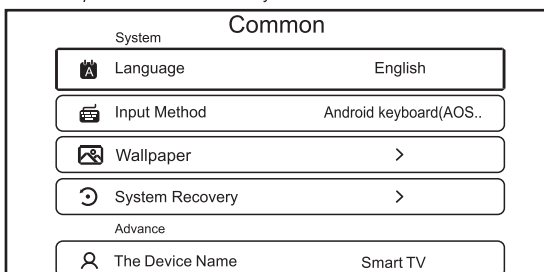 Common
System
Language English
Input Method Android keyboard(AOS..
Wallpaper >
System Recovery >
Advance
The Device Name Smart TV